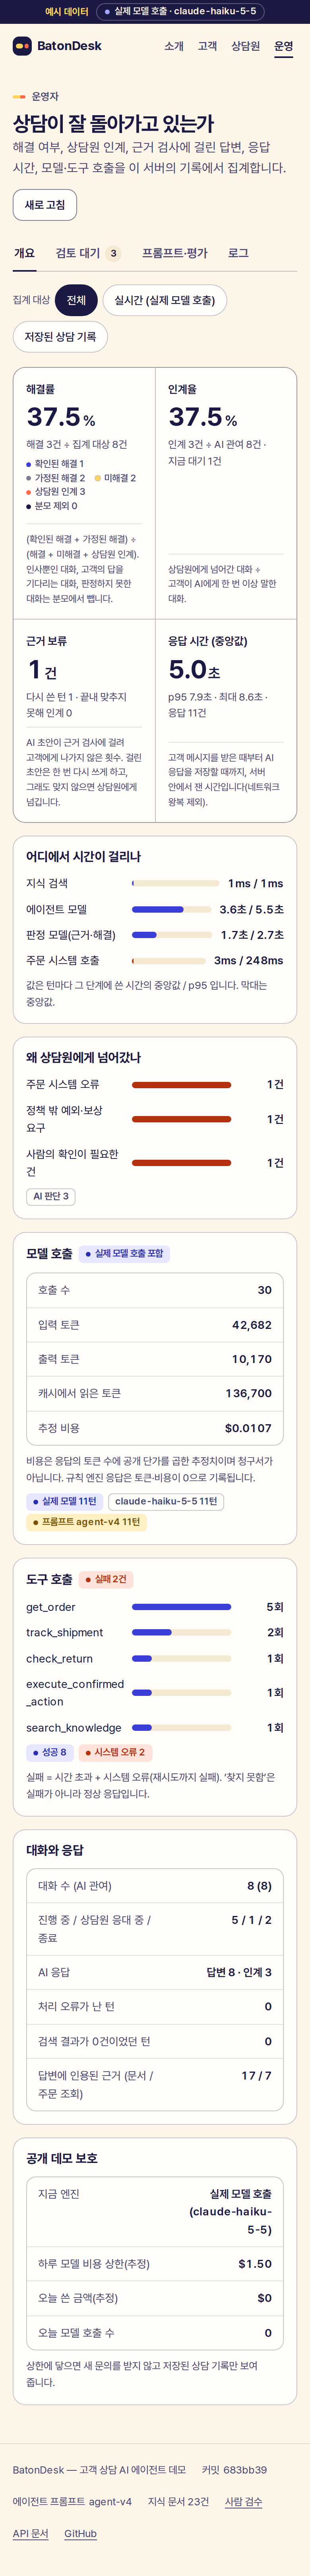 예시 데이터 실제 모델 호출 · claude-haiku-5-5
BatonDesk 소개 고객 상담원 운영
운영자
상담이 잘 돌아가고 있는가
해결 여부, 상담원 인계, 근거 검사에 걸린 답변, 응답
시간, 모델·도구 호출을 이 서버의 기록에서 집계합니다.
새로 고침
개요 검토 대기 3 프롬프트·평가 로그
집계 대상 전체 실시간 (실제 모델 호출)
저장된 상담 기록
해결률
37.5%
해결 3건 ÷ 집계 대상 8건
확인된 해결 1
가정된 해결 2 미해결 2
상담원 인계 3
분모 제외 0
(확인된 해결 + 가정된 해결) ÷
(해결 + 미해결 + 상담원 인계).
인사뿐인 대화, 고객의 답을
기다리는 대화, 판정하지 못한
대화는 분모에서 뺍니다.
인계율
37.5%
인계 3건 ÷ AI 관여 8건 ·
지금 대기 1건
상담원에게 넘어간 대화 ÷
고객이 AI에게 한 번 이상 말한
대화.
근거 보류
1 건
다시 쓴 턴 1 · 끝내 맞추지
못해 인계 0
AI 초안이 근거 검사에 걸려
고객에게 나가지 않은 횟수. 걸린
초안은 한 번 다시 쓰게 하고,
그래도 맞지 않으면 상담원에게
넘깁니다.
응답 시간 (중앙값)
5.0초
p95 7.9초 · 최대 8.6초 ·
응답 11건
고객 메시지를 받은 때부터 AI
응답을 저장할 때까지, 서버
안에서 잰 시간입니다(네트워크
왕복 제외).
어디에서 시간이 걸리나
지식 검색 1ms / 1ms
에이전트 모델 3.6초 / 5.5초
판정 모델(근거·해결) 1.7초 / 2.7초
주문 시스템 호출 3ms / 248ms
값은 턴마다 그 단계에 쓴 시간의 중앙값 / p95 입니다. 막대는
중앙값.
왜 상담원에게 넘어갔나
주문 시스템 오류 1건
정책 밖 예외·보상
요구 1건
사람의 확인이 필요한
건 1건
AI 판단 3
모델 호출 실제 모델 호출 포함
호출 수 30
입력 토큰 42,682
출력 토큰 10,170
캐시에서 읽은 토큰 136,700
추정 비용 $0.0107
비용은 응답의 토큰 수에 공개 단가를 곱한 추정치이며 청구서가
아닙니다. 규칙 엔진 응답은 토큰·비용이 0으로 기록됩니다.
실제 모델 11턴 claude-haiku-5-5 11턴
프롬프트 agent-v4 11턴
도구 호출 실패 2건
get_order 5회
track_shipment 2회
check_return 1회
execute_confirmed
_action 1회
search_knowledge 1회
성공 8 시스템 오류 2
실패 = 시간 초과 + 시스템 오류(재시도까지 실패). ‘찾지 못함’은
실패가 아니라 정상 응답입니다.
대화와 응답
대화 수 (AI 관여) 8 (8)
진행 중 / 상담원 응대 중 /
종료 5 / 1 / 2
AI 응답 답변 8 · 인계 3
처리 오류가 난 턴 0
검색 결과가 0건이었던 턴 0
답변에 인용된 근거 (문서 /
주문 조회) 17 / 7
공개 데모 보호
지금 엔진 실제 모델 호출
(claude-haiku-
5-5)
하루 모델 비용 상한(추정) $1.50
오늘 쓴 금액(추정) $0
오늘 모델 호출 수 0
상한에 닿으면 새 문의를 받지 않고 저장된 상담 기록만 보여
줍니다.
BatonDesk — 고객 상담 AI 에이전트 데모 커밋 683bb39
에이전트 프롬프트 agent-v4 지식 문서 23건 사람 검수
API 문서 GitHub